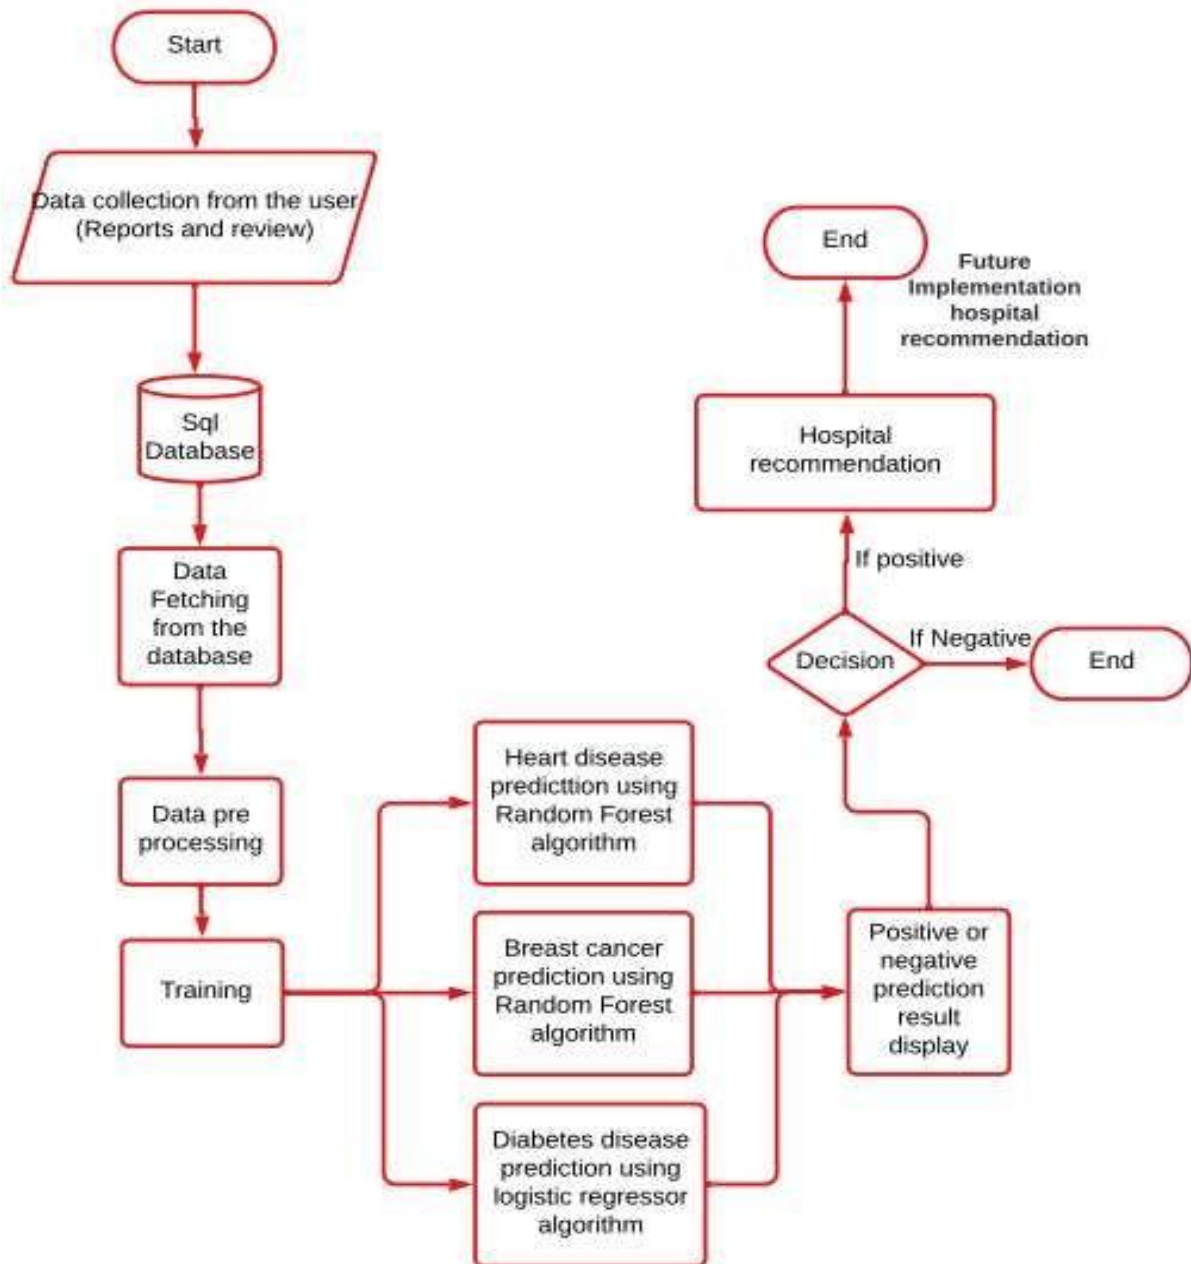 Start
Data collection from the user
(Reports and review)
Sql
Database
Data
Fetching
from the
database
Data pre
processing
Training
Heart disease
predicttion using
Random Forest
algorithm
Breast cancer
prediction using
Random Forest
algorithm
Diabetes disease
prediction using
logistic regressor
algorithm
Positive or
negative
prediction
result
display
Decision
If Negative
End
If positive
Hospital
recommendation
Future
Implementation
hospital
recommendation
End